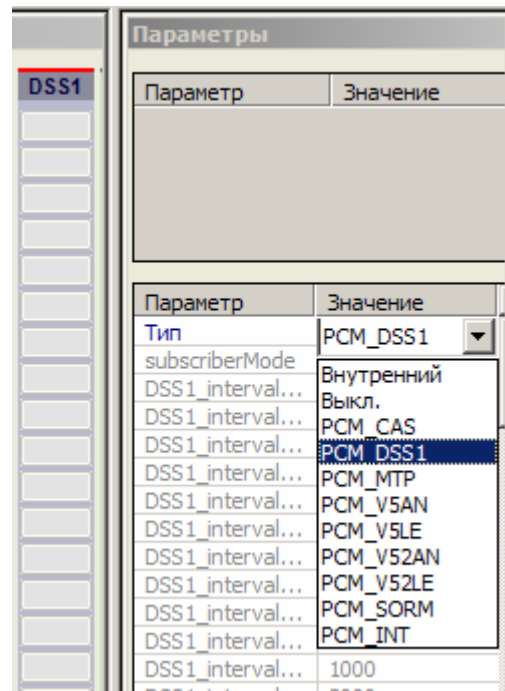 Параметры
DSS1
Параметр Значение
Параметр Значение
Тип PCM_DSS1
subscriberMode
DSS1_interval...
DSS1_interval...
DSS1_interval...
DSS1_interval...
DSS1_interval...
DSS1_interval...
DSS1_interval...
DSS1_interval...
DSS1_interval...
DSS1_interval...
DSS1_interval... 1000
Внутренний
Выкл.
PCM_CAS
PCM_DSS1
PCM_MTP
PCM_V5AN
PCM_V5LE
PCM_V52AN
PCM_V52LE
PCM_SORM
PCM_INT